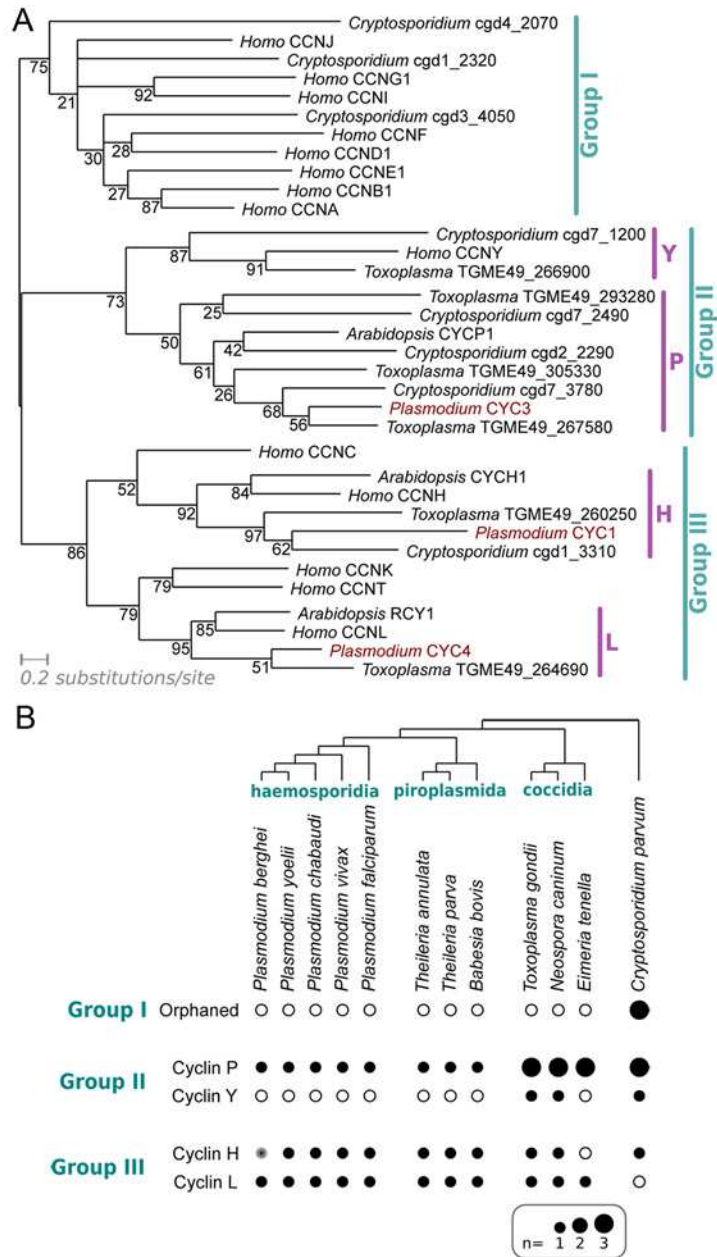 A
Cryptosporidium cgd4_2070
Homo CCNJ
75
Cryptosporidium cgd1_2320
21
Homo CCNG1
92
Homo CCNI
Cryptosporidium cgd3_4050
30
Homo CCNF
28
Homo CCND1
Homo CCNE1
27
Homo CCNB1
87
Homo CCNA
Group I
Cryptosporidium cgd7_1200
87
Homo CCNY
91
Toxoplasma TGME49_266900
Y
73
Toxoplasma TGME49_293280
25
Cryptosporidium cgd7_2490
50
Arabidopsis CYCP1
42
Cryptosporidium cgd2_2290
61
Toxoplasma TGME49_305330
26
Cryptosporidium cgd7_3780
68
Plasmodium CYC3
56
Toxoplasma TGME49_267580
P
Group II
Homo CCNC
52
Arabidopsis CYCH1
84
Homo CCNH
92
Toxoplasma TGME49_260250
97
Plasmodium CYC1
62
Cryptosporidium cgd1_3310
H
86
Homo CCNK
79
Homo CCNT
79
Arabidopsis RCY1
85
Homo CCNL
95
Plasmodium CYC4
51
Toxoplasma TGME49_264690
L
Group III
0.2 substitutions/site
B
haemosporidia piroplasmida coccidia
Plasmodium berghei
Plasmodium yoelii
Plasmodium chabaudi
Plasmodium vivax
Plasmodium falciparum
Theileria annulata
Theileria parva
Babesia bovis
Toxoplasma gondii
Neospora caninum
Eimeria tenella
Cryptosporidium parvum
Group I Orphaned
Group II
Cyclin P
Cyclin Y
Group III
Cyclin H
Cyclin L
n= 1 2 3